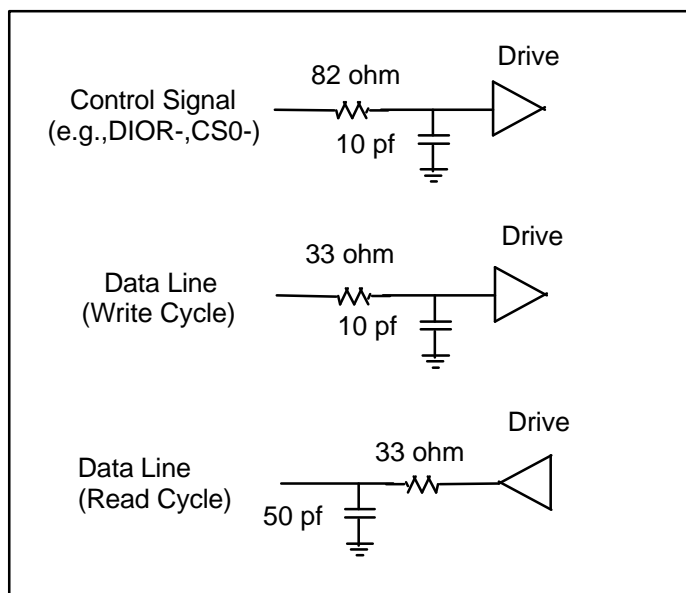 Drive
82 ohm
Control Signal
(e.g.,DIOR-,CS0-)
10 pf
Drive
33 ohm
Data Line
(Write Cycle)
10 pf
Drive
33 ohm
Data Line
(Read Cycle)
50 pf